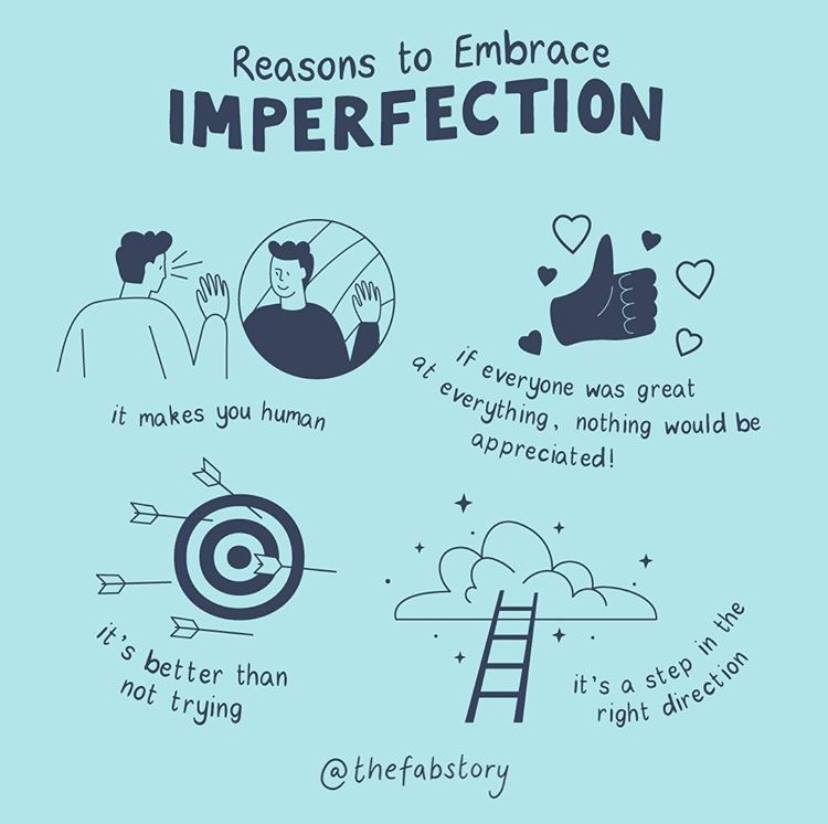 Reasons to Embrace
IMPERFECTION
it makes you human
if everyone was great
at everything, nothing would be
appreciated!
it's better than
not trying
it's a step in the
right direction
@thefabstory